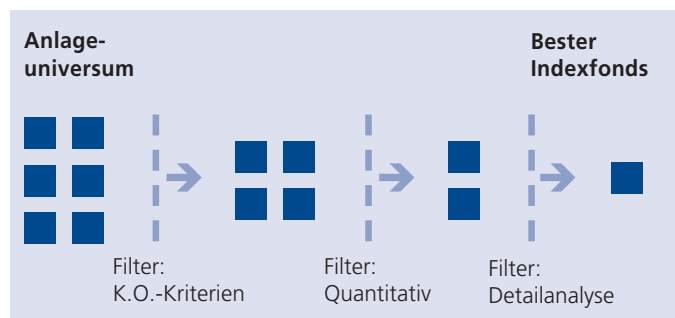 Anlage-
universum
Bester
Indexfonds
Filter:
K.O.-Kriterien
Filter:
Quantitativ
Filter:
Detailanalyse